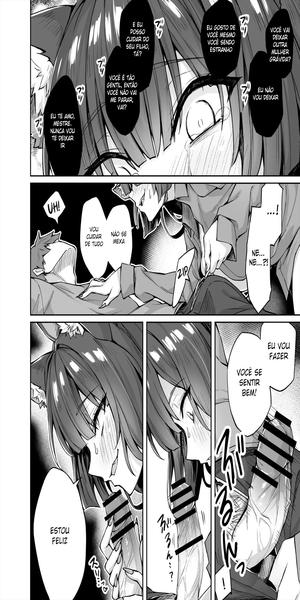 E VOCÊ
VAI DEIXAR
OUTRA
MULHER
GRÁVIDA?
EU GOSTO
DE VOCÊ
MESMO
VOCÊ SENDO
ESTRANHO
E EU
POSSO
CUIDAR DO
SEU FILHO,
TÁ?
EU NÃO
VOU DEIXAR
VOCÊ É TÃO
GENTIL, ENTÃO
VOCÊ NÃO VAI
ME PARAR,
VAI?
EU TE AMO,
MESTRE.
NUNCA VOU
TE DEIXAR
IR
...!
NE...
NE...?!
NÃO SE
MEXA
VOU
CUIDAR
DE TUDO
UH!
ZIP
EU VOU
FAZER
VOCÊ SE
SENTIR
BEM!
ESTOU
FELIZ